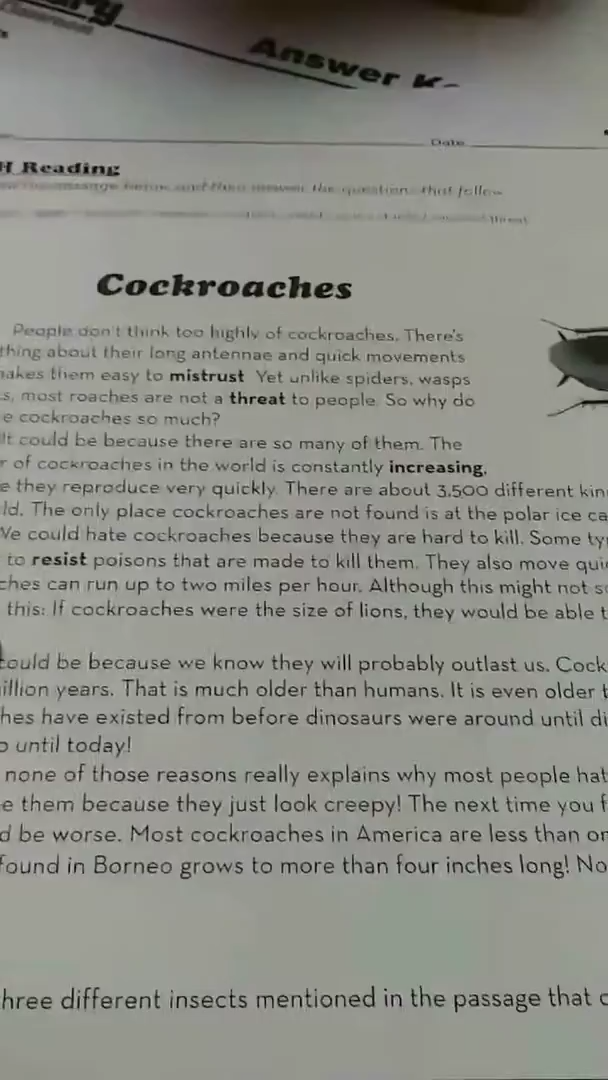 Answer K
Date
H Reading
the questions that follow
threat
Cockroaches
People don't think too highly of cockroaches. There's
thing about their long antennae and quick movements
makes them easy to mistrust Yet unlike spiders, wasps
s, most roaches are not a threat to people. So why do
e cockroaches so much?
It could be because there are so many of them. The
r of cockroaches in the world is constantly increasing,
e they reproduce very quickly. There are about 3,500 different kin
ld. The only place cockroaches are not found is at the polar ice ca
We could hate cockroaches because they are hard to kill. Some ty
to resist poisons that are made to kill them. They also move qui
ches can run up to two miles per hour. Although this might not s
this: If cockroaches were the size of lions, they would be able t
could be because we know they will probably outlast us. Cock
illion years. That is much older than humans. It is even older t
hes have existed from before dinosaurs were around until di
o until today!
none of those reasons really explains why most people hat
e them because they just look creepy! The next time you f
d be worse. Most cockroaches in America are less than on
found in Borneo grows to more than four inches long! No
hree different insects mentioned in the passage that c